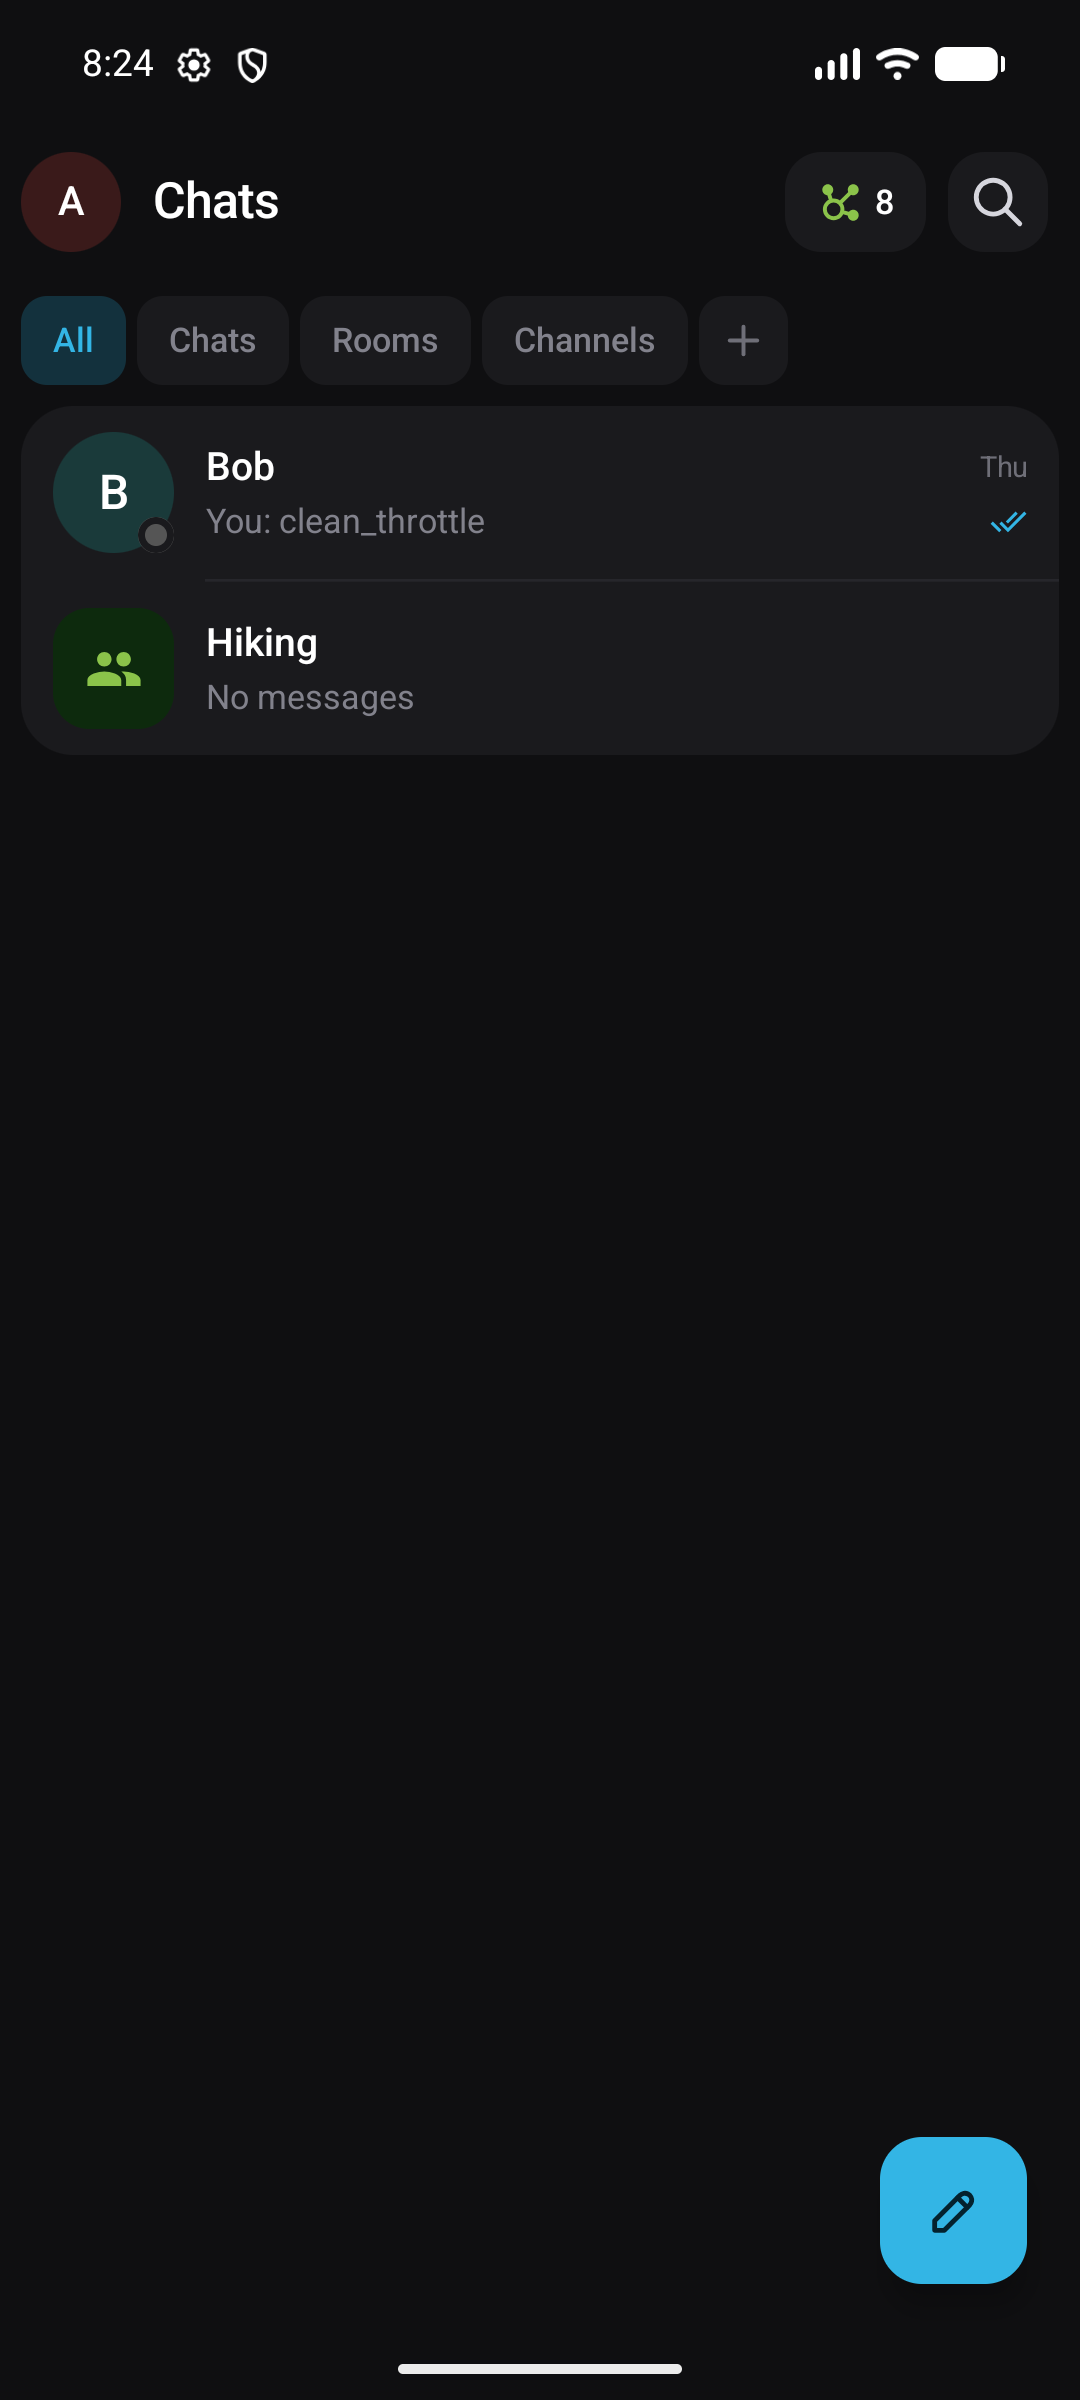 8:24
A
Chats
8
All
Chats
Rooms
Channels
B
Bob
Thu
You: clean_throttle
Hiking
No messages